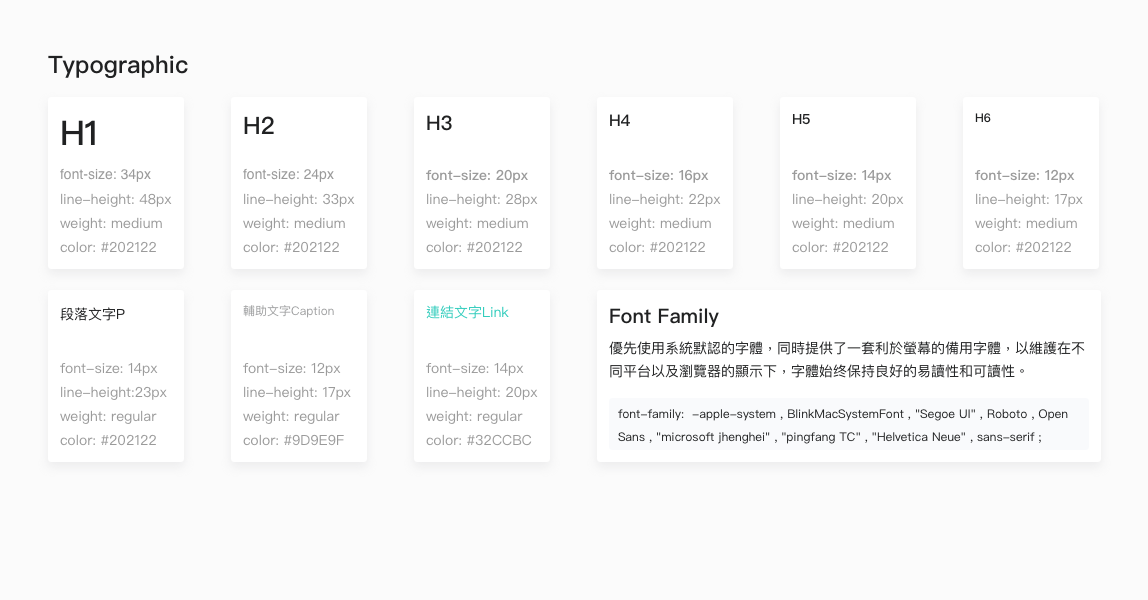 Typographic
H1
font-size: 34px
line-height: 48px
weight: medium
color: #202122
H2
font-size: 24px
line-height: 33px
weight: medium
color: #202122
H3
font-size: 20px
line-height: 28px
weight: medium
color: #202122
H4
font-size: 16px
line-height: 22px
weight: medium
color: #202122
H5
font-size: 14px
line-height: 20px
weight: medium
color: #202122
H6
font-size: 12px
line-height: 17px
weight: medium
color: #202122
段落文字P
font-size: 14px
line-height:23px
weight: regular
color: #202122
輔助文字Caption
font-size: 12px
line-height: 17px
weight: regular
color: #9D9E9F
連結文字Link
font-size: 14px
line-height: 20px
weight: regular
color: #32CCBC
Font Family
優先使用系統默認的字體，同時提供了一套利於螢幕的備用字體，以維護在不
同平台以及瀏覽器的顯示下，字體始终保持良好的易讀性和可讀性。
font-family: -apple-system , BlinkMacSystemFont , "Segoe UI" , Roboto , Open
Sans , "microsoft jhenghei" , "pingfang TC" , "Helvetica Neue" , sans-serif ;